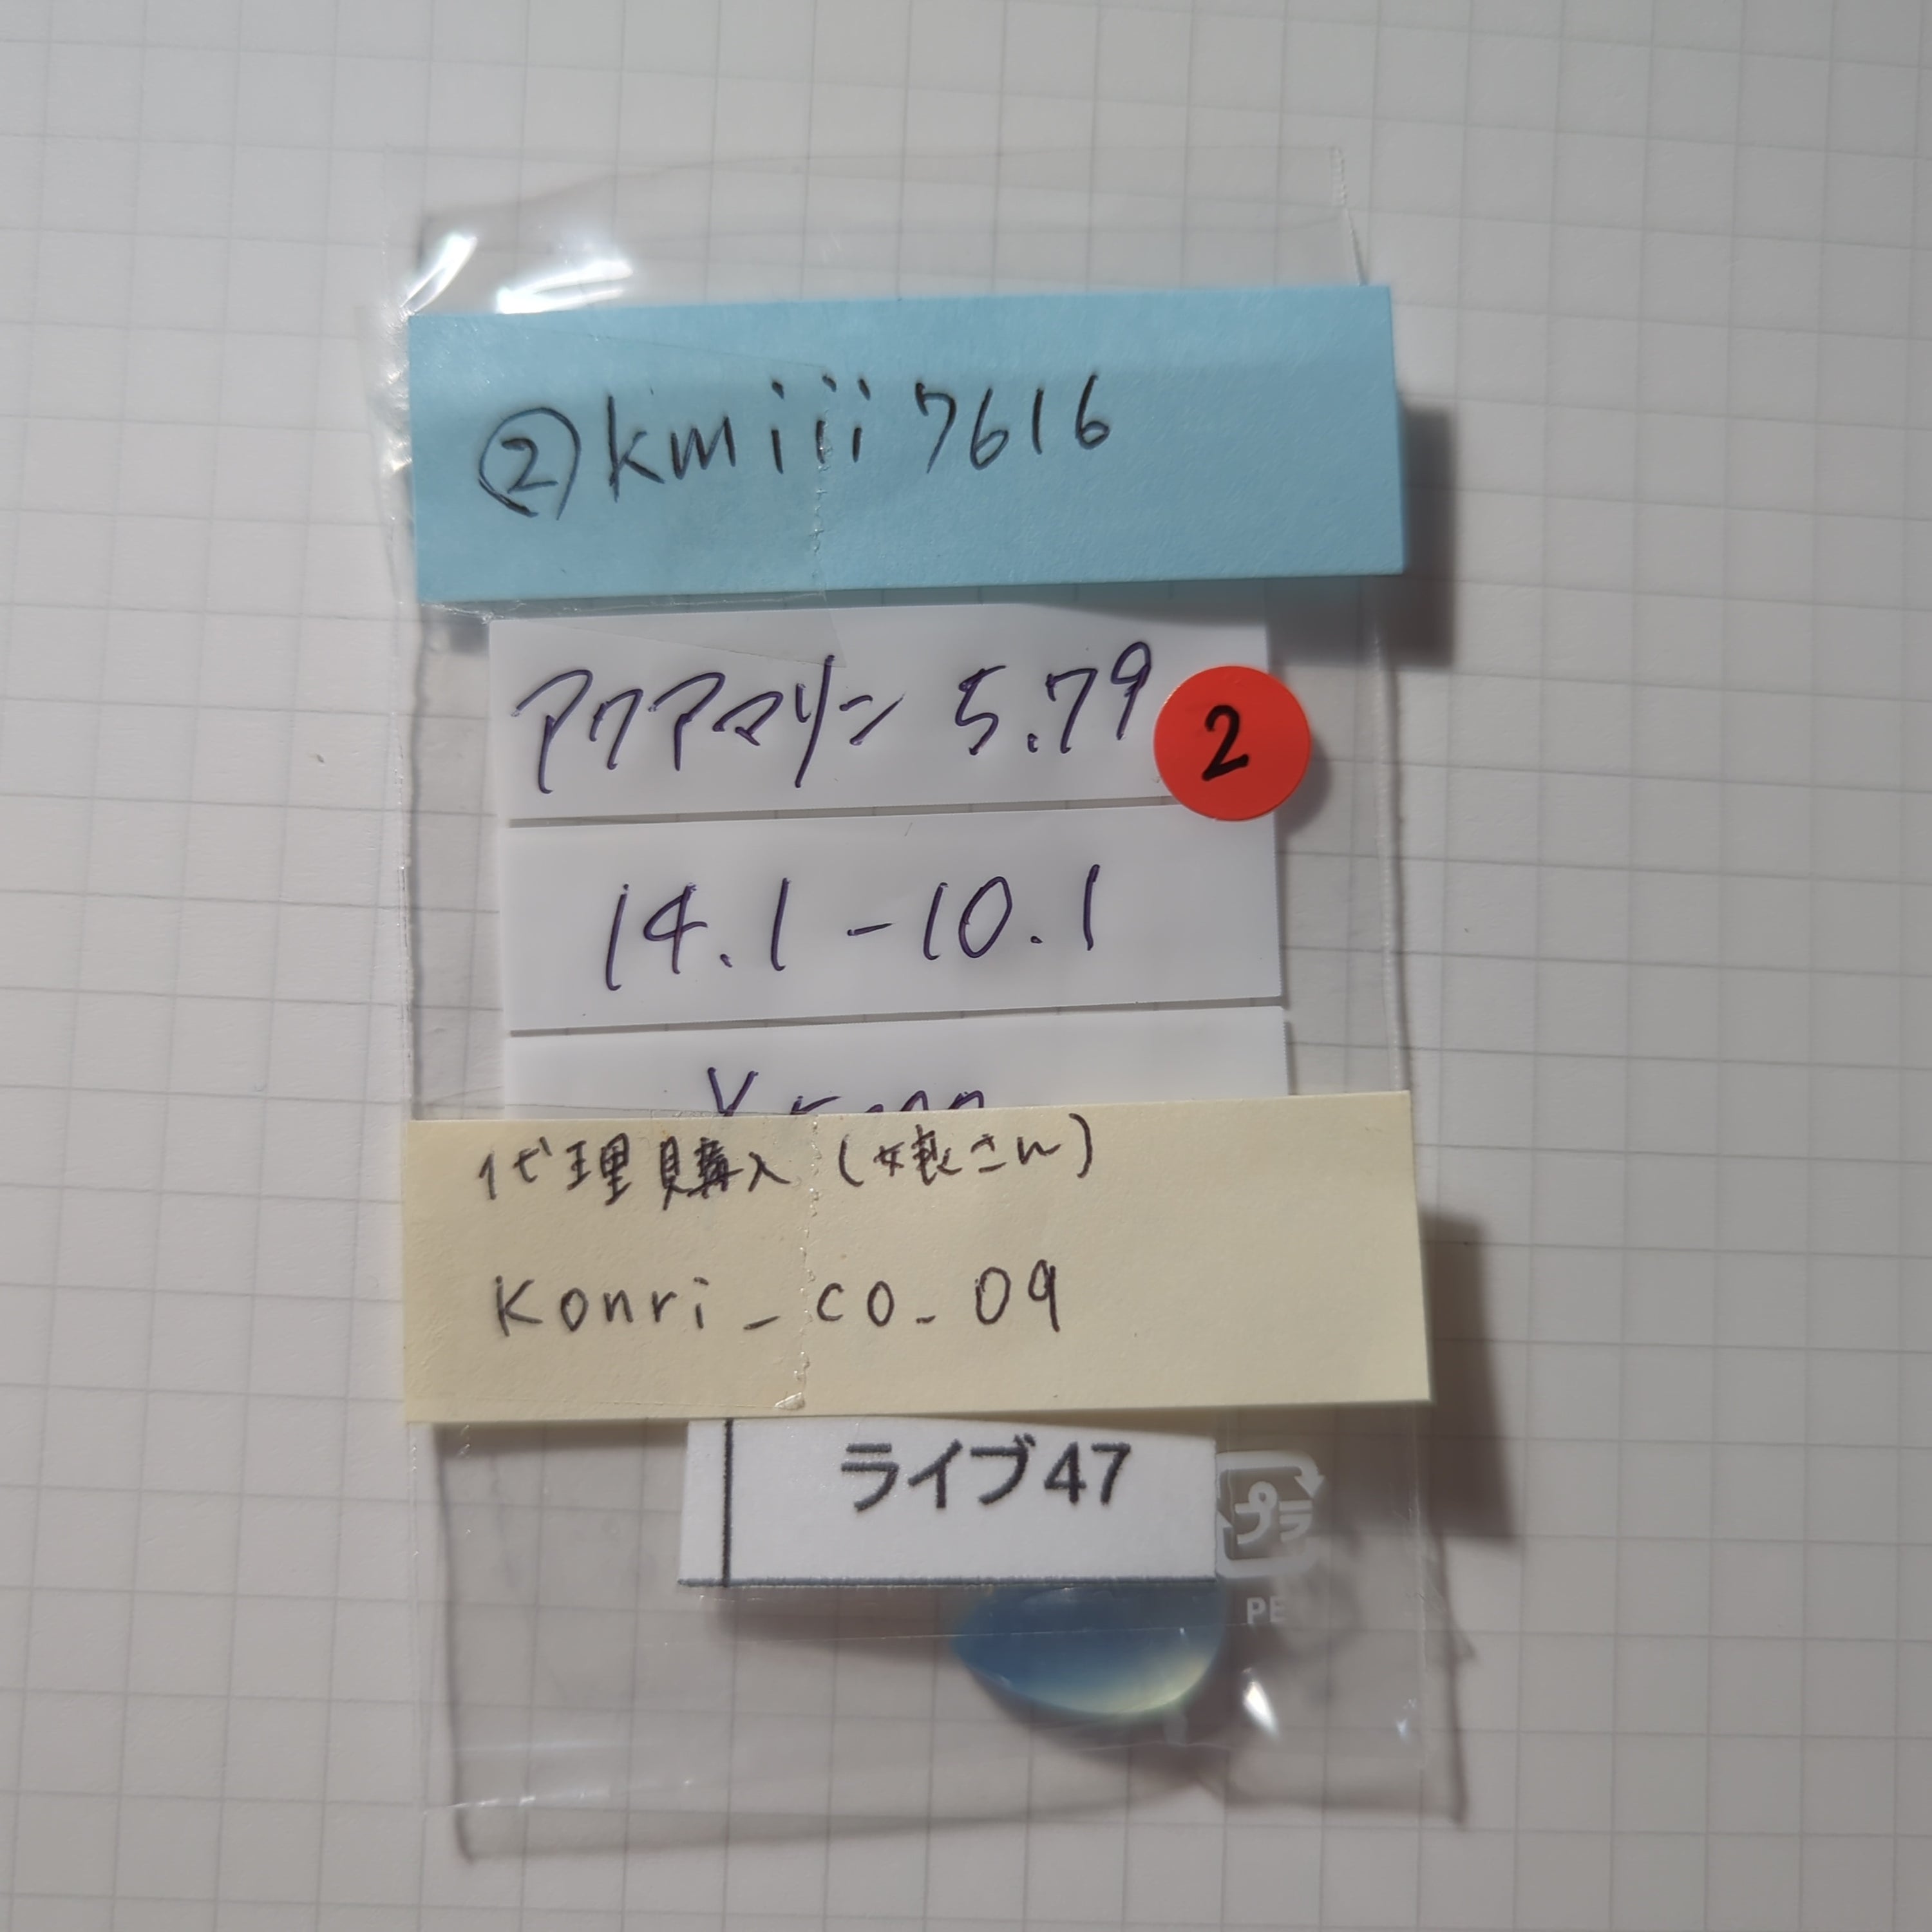 ②kmiii7616
アクアマリン 5.79
2
14.1-10.1
代理購入(娘さん)
Konri_co_09
ライブ47
プラ
PE